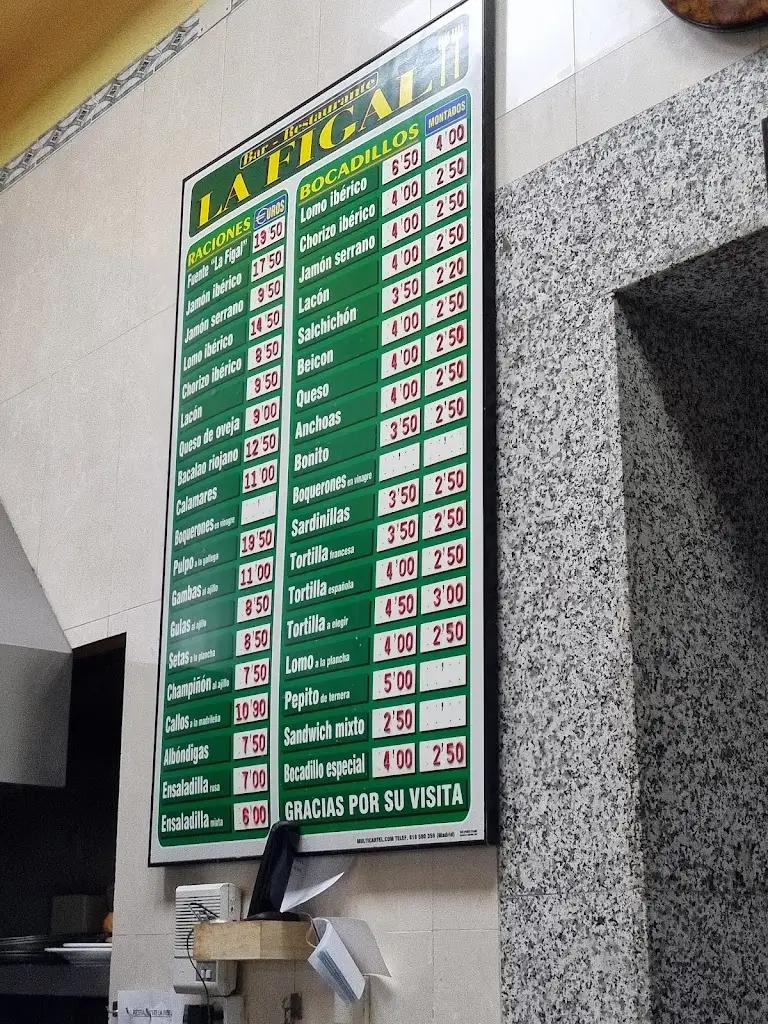 Bar - Restaurante
LA FIGAL
RACIONES €UROS
Fuente "La Figal" 19'50
Jamón ibérico 17'50
Jamón serrano 9'50
Lomo ibérico 14'50
Chorizo ibérico 8'50
Lacón 9'50
Queso de oveja 9'00
Bacalao riojano 12'50
Calamares 11'00
Boquerones en vinagre
Pulpo a la gallega 19'50
Gambas al ajillo 11'00
Gulas al ajillo 8'50
Setas a la plancha 8'50
Champiñón al ajillo 7'50
Callos a la madrileña 10'90
Albóndigas 7'50
Ensaladilla rusa 7'00
Ensaladilla mixta 6'00
BOCADILLOS MONTADOS
Lomo ibérico 6'50 4'00
Chorizo ibérico 4'00 2'50
Jamón serrano 4'00 2'50
Lacón 4'00 2'50
Salchichón 3'50 2'20
Beicon 4'00 2'50
Queso 4'00 2'50
Anchoas 4'00 2'50
Bonito 3'50 2'50
Boquerones en vinagre
Sardinillas 3'50 2'50
Tortilla francesa 3'50 2'50
Tortilla española 4'00 2'50
Tortilla a elegir 4'50 3'00
Lomo a la plancha 4'00 2'50
Pepito de ternera 5'00
Sandwich mixto 2'50
Bocadillo especial 4'00 2'50
GRACIAS POR SU VISITA